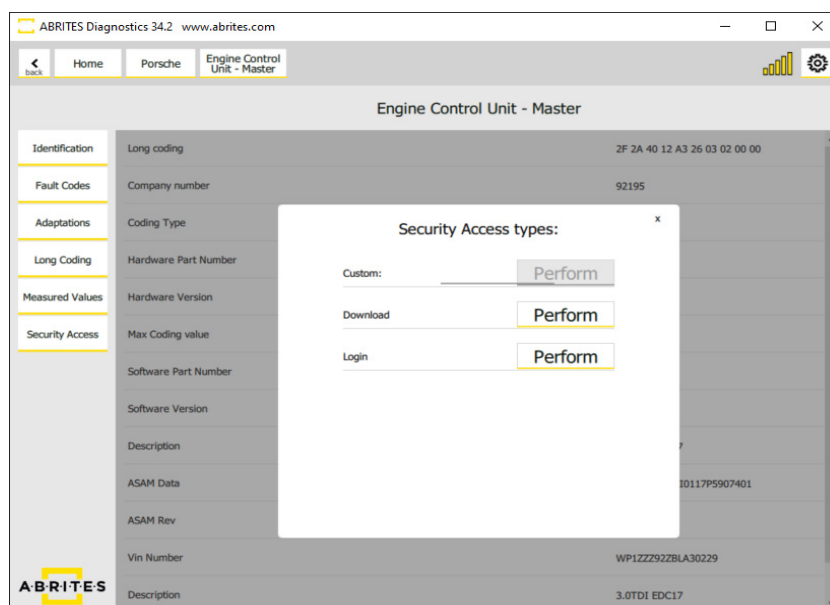 ABRITES Diagnostics 34.2 www.abrites.com
back
Home
Porsche
Engine Control
Unit - Master
Engine Control Unit - Master
Identification
Fault Codes
Adaptations
Long Coding
Measured Values
Security Access
Long coding 2F 2A 40 12 A3 26 03 02 00 00
Company number 92195
Coding Type
Hardware Part Number
Hardware Version
Max Coding value
Software Part Number
Software Version
Description
ASAM Data I0117P5907401
ASAM Rev
Vin Number WP1ZZZ92ZBLA30229
Description 3.0TDI EDC17
Security Access types:
x
Custom: Perform
Download Perform
Login Perform
A·B·R·I·T·E·S